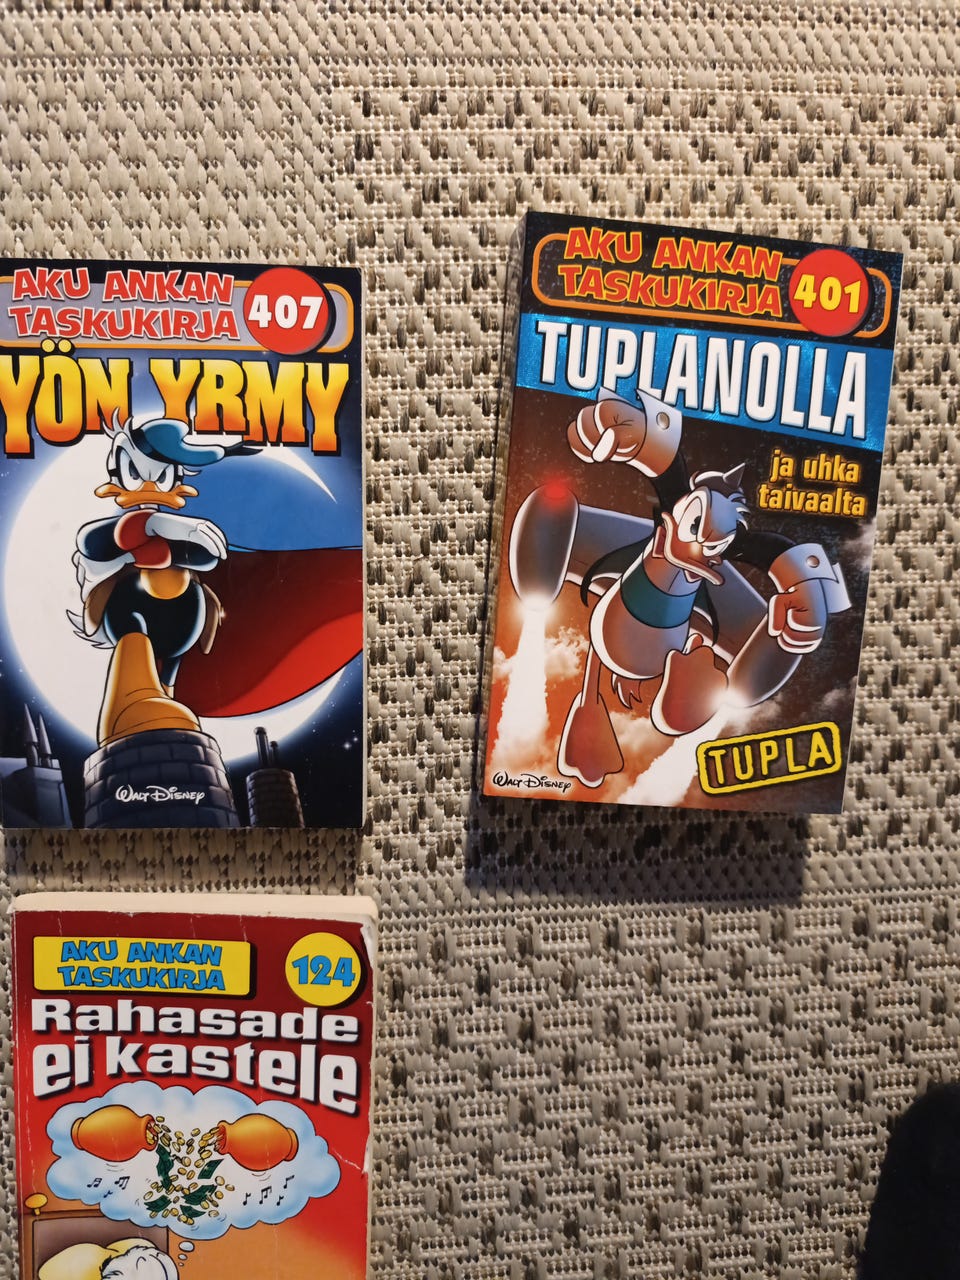 AKU ANKAN
TASKUKIRJA
407
YÖN YRMY
WALT DISNEY
AKU ANKAN
TASKUKIRJA
401
TUPLANOLLA
ja uhka
taivaalta
TUPLA
WALT DISNEY
AKU ANKAN
TASKUKIRJA
124
Rahasade
ei kastele